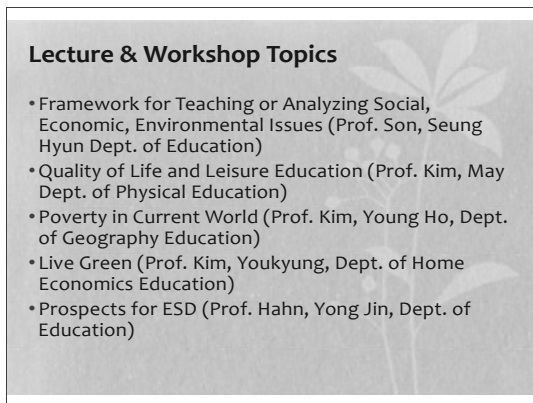 Lecture & Workshop Topics
•Framework for Teaching or Analyzing Social,
Economic, Environmental Issues (Prof. Son, Seung
Hyun Dept. of Education)
•Quality of Life and Leisure Education (Prof. Kim, May
Dept. of Physical Education)
•Poverty in Current World (Prof. Kim, Young Ho, Dept.
of Geography Education)
•Live Green (Prof. Kim, Youkyung, Dept. of Home
Economics Education)
•Prospects for ESD (Prof. Hahn, Yong Jin, Dept. of
Education)